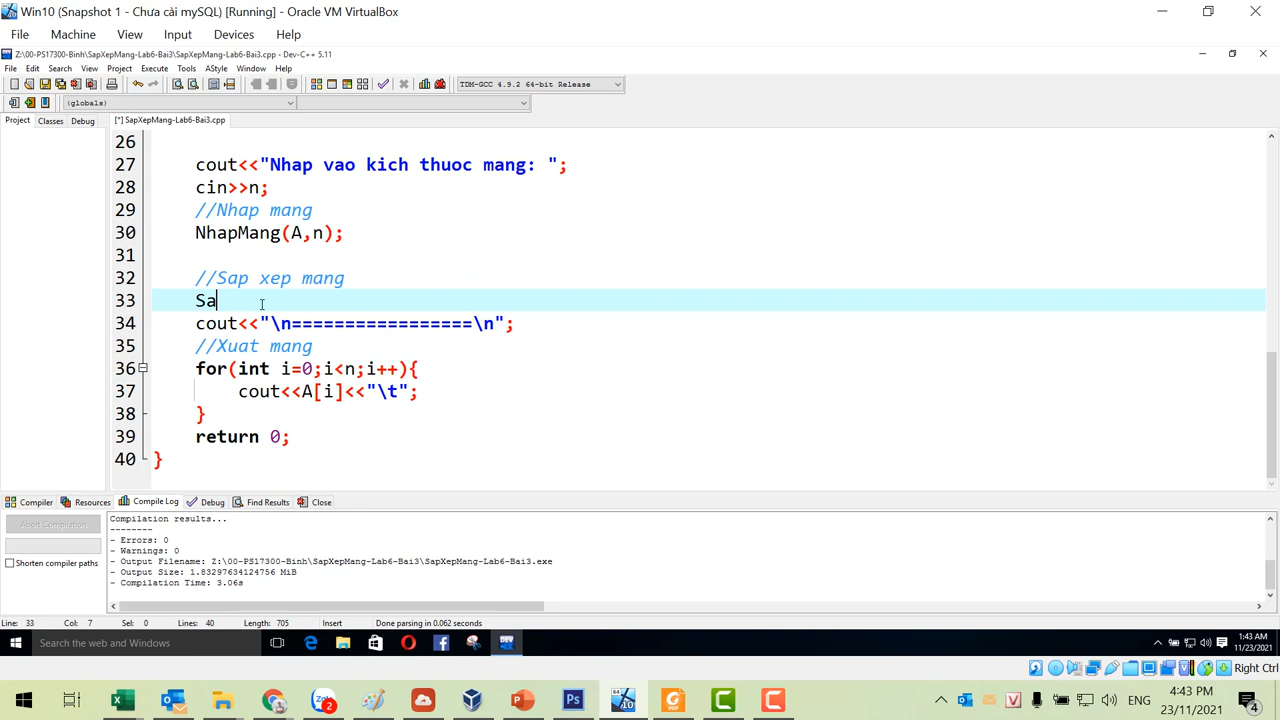 Win10 (Snapshot 1 - Chưa cài mySQL) [Running] - Oracle VM VirtualBox
File Machine View Input Devices Help
Z:\00-PS17300-Binh\SapXepMang-Lab6-Bai3\SapXepMang-Lab6-Bai3.cpp - Dev-C++ 5.11
File Edit Search View Project Execute Tools AStyle Window Help
TDM-GCC 4.9.2 64-bit Release
(globals)
Project Classes Debug
[*] SapXepMang-Lab6-Bai3.cpp
26
27 cout<<"Nhap vao kich thuoc mang: ";
28 cin>>n;
29 //Nhap mang
30 NhapMang(A,n);
31
32 //Sap xep mang
33 Sa
34 cout<<"\n=================\n";
35 //Xuat mang
36 for(int i=0;i<n;i++){
37 cout<<A[i]<<"\t";
38 }
39 return 0;
40 }
Compiler Resources Compile Log Debug Find Results Close
Abort Compilation
Shorten compiler paths
Compilation results...
--------
- Errors: 0
- Warnings: 0
- Output Filename: Z:\00-PS17300-Binh\SapXepMang-Lab6-Bai3\SapXepMang-Lab6-Bai3.exe
- Output Size: 1.83297634124756 MiB
- Compilation Time: 3.06s
Line: 33 Col: 7 Sel: 0 Lines: 40 Length: 705 Insert Done parsing in 0.062 seconds
Search the web and Windows
DEV
1:43 AM
11/23/2021
Right Ctrl
2
Ps
64
10
PDF
V
ENG
4:43 PM
23/11/2021
4